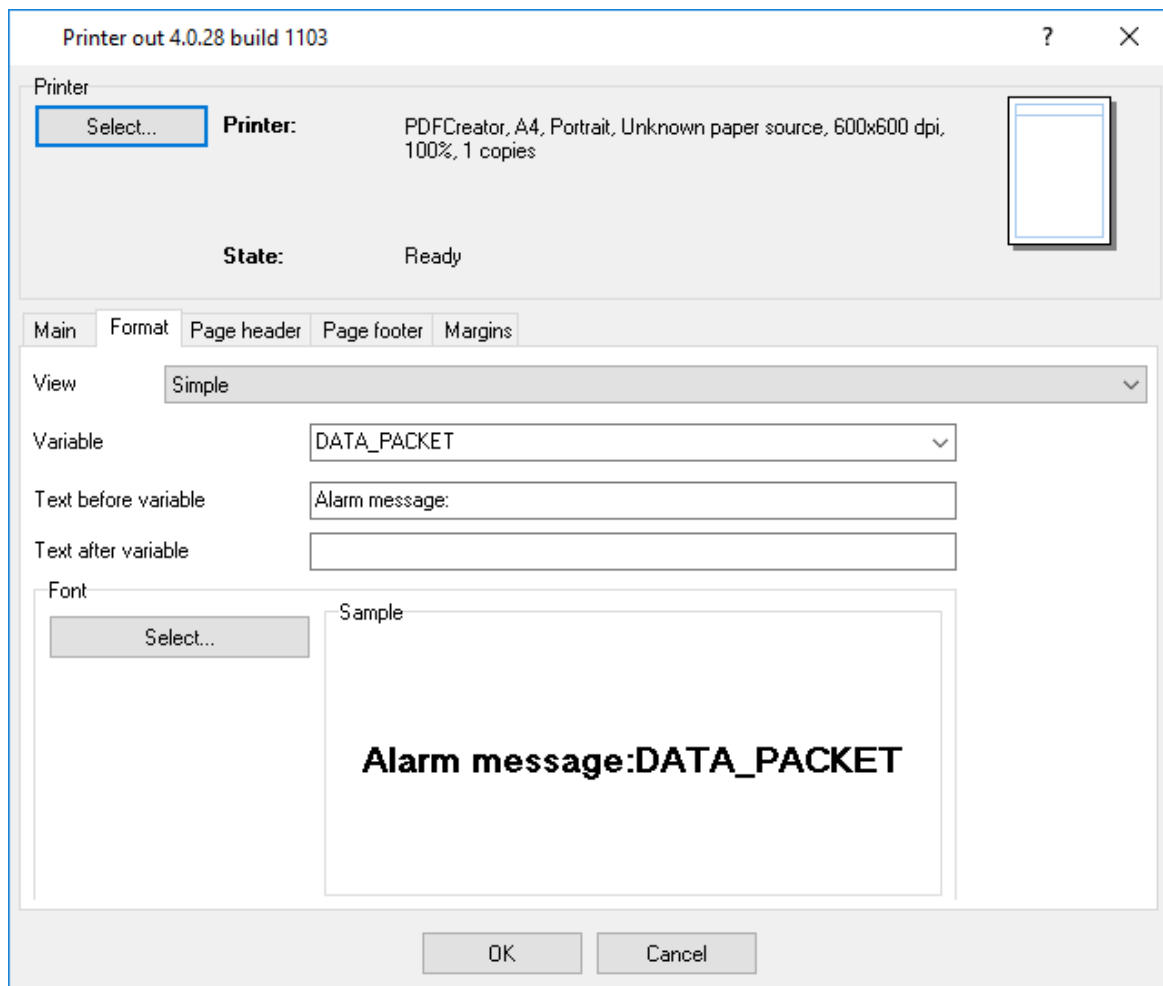 Printer out 4.0.28 build 1103
?
Printer
Select...
Printer:
PDFCreator, A4, Portrait, Unknown paper source, 600x600 dpi,
100%, 1 copies
State:
Ready
Main
Format
Page header
Page footer
Margins
View
Simple
Variable
DATA_PACKET
Text before variable
Alarm message:
Text after variable
Font
Select...
Sample
Alarm message:DATA_PACKET
OK
Cancel